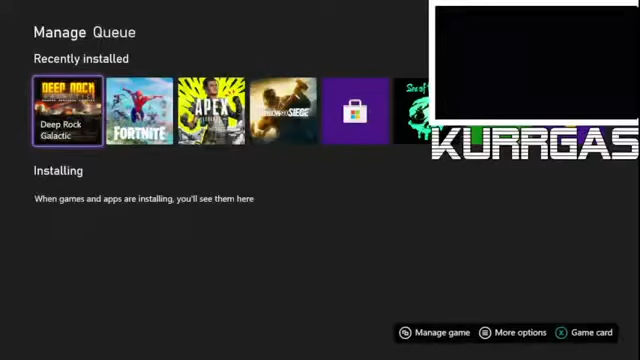 Manage Queue
Recently installed
DEEP ROCK
GALACTIC
Deep Rock
Galactic
FORTNITE
APEX
SIEGE
Sea of
KURRGAS
Installing
When games and apps are installing, you'll see them here
Manage game
More options
X Game card